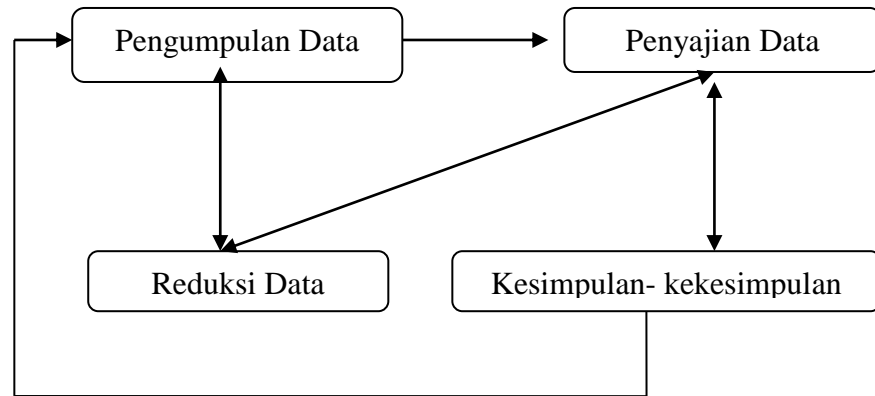 Pengumpulan Data
Penyajian Data
Reduksi Data
Kesimpulan- kekesimpulan